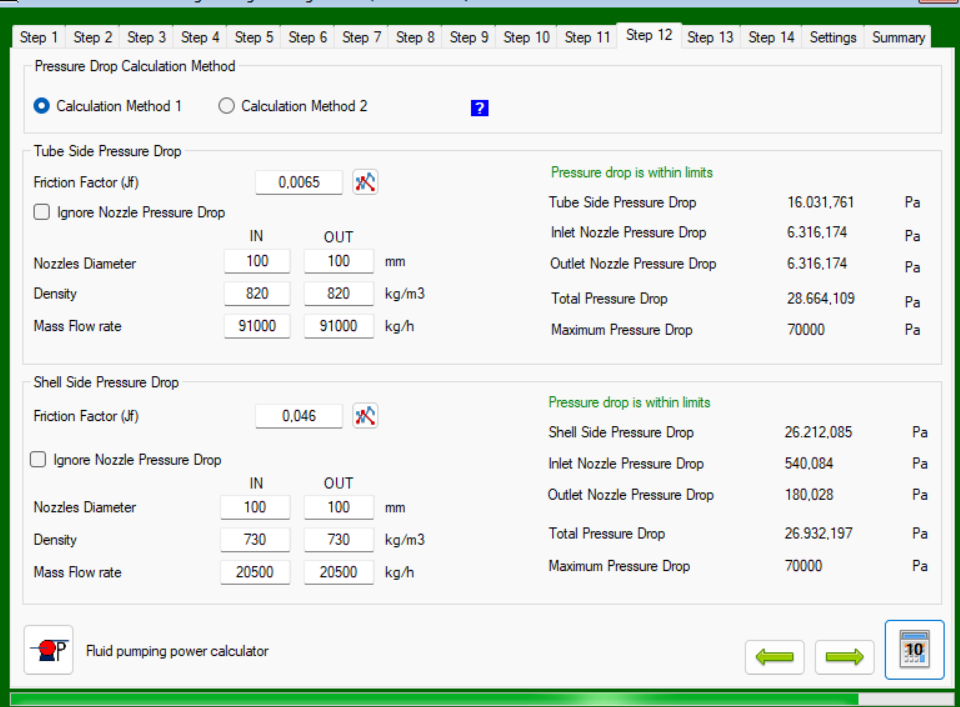 Step 1 Step 2 Step 3 Step 4 Step 5 Step 6 Step 7 Step 8 Step 9 Step 10 Step 11 Step 12 Step 13 Step 14 Settings Summary
Pressure Drop Calculation Method
Calculation Method 1 Calculation Method 2 ?
Tube Side Pressure Drop
Friction Factor (Jf) 0,0065
Ignore Nozzle Pressure Drop
IN OUT
Nozzles Diameter 100 100 mm
Density 820 820 kg/m3
Mass Flow rate 91000 91000 kg/h
Pressure drop is within limits
Tube Side Pressure Drop 16.031,761 Pa
Inlet Nozzle Pressure Drop 6.316,174 Pa
Outlet Nozzle Pressure Drop 6.316,174 Pa
Total Pressure Drop 28.664,109 Pa
Maximum Pressure Drop 70000 Pa
Shell Side Pressure Drop
Friction Factor (Jf) 0,046
Ignore Nozzle Pressure Drop
IN OUT
Nozzles Diameter 100 100 mm
Density 730 730 kg/m3
Mass Flow rate 20500 20500 kg/h
Pressure drop is within limits
Shell Side Pressure Drop 26.212,085 Pa
Inlet Nozzle Pressure Drop 540,084 Pa
Outlet Nozzle Pressure Drop 180,028 Pa
Total Pressure Drop 26.932,197 Pa
Maximum Pressure Drop 70000 Pa
P Fluid pumping power calculator
10